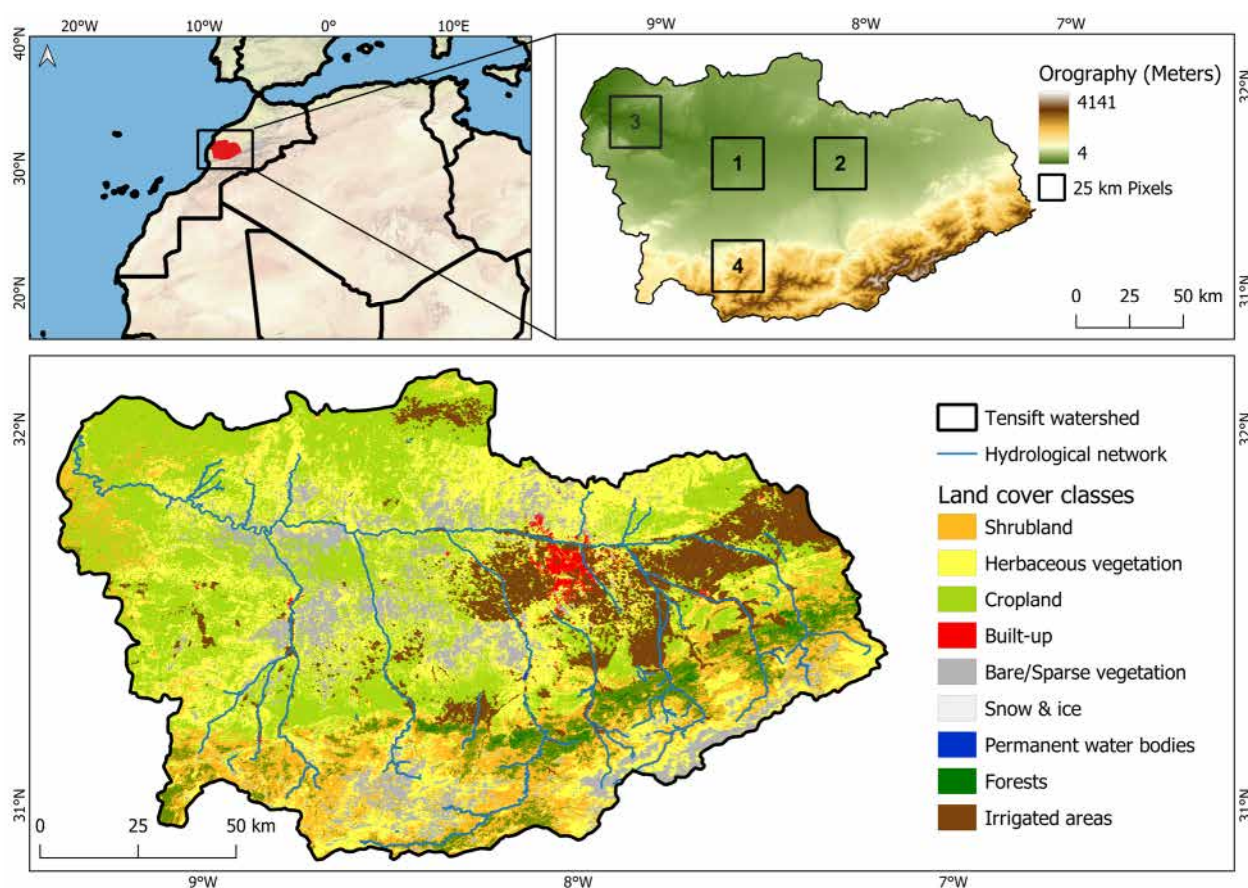 20°W 10°W 0° 10°E
40°N
30°N
20°N
9°W 8°W 7°W
32°N
31°N
3
1
2
4
Orography (Meters)
4141
4
25 km Pixels
0 25 50 km
32°N
31°N
32°N
31°N
Tensift watershed
Hydrological network
Land cover classes
Shrubland
Herbaceous vegetation
Cropland
Built-up
Bare/Sparse vegetation
Snow & ice
Permanent water bodies
Forests
Irrigated areas
0 25 50 km
9°W 8°W 7°W